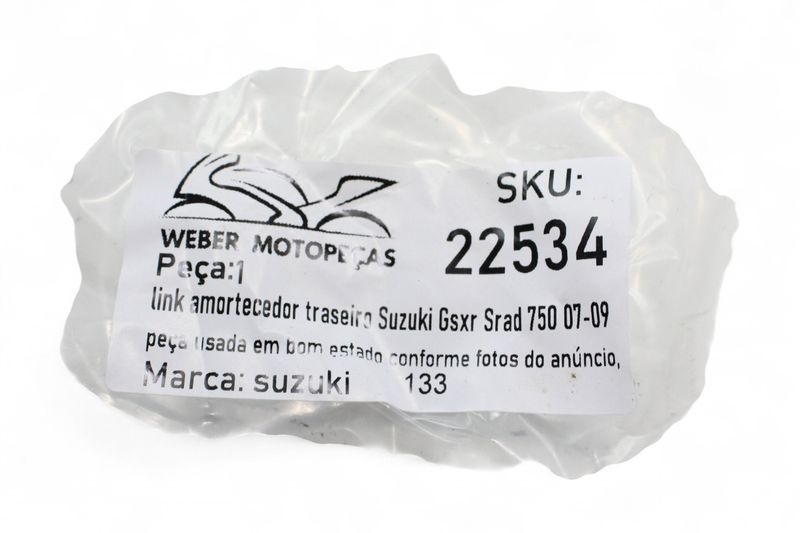 WEBER MOTOPEÇAS
SKU:
22534
Peça:1
link amortecedor traseiro Suzuki Gsxr Srad 750 07-09
peça usada em bom estado conforme fotos do anúncio,
Marca: suzuki 133